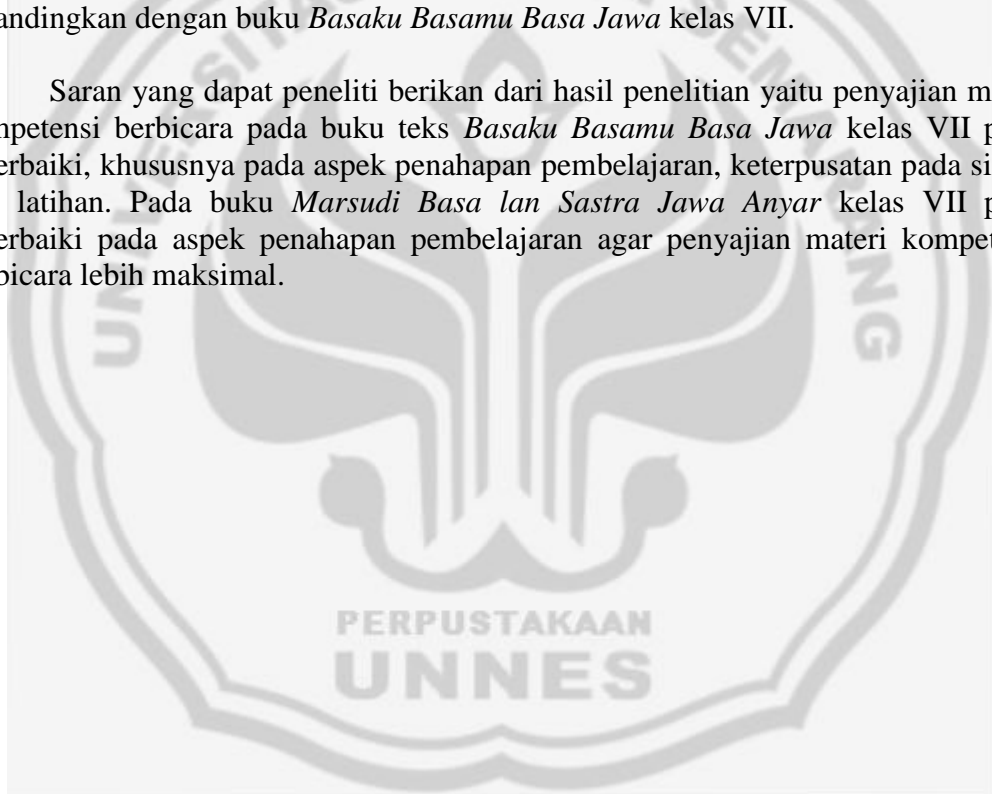 andingkan dengan buku Basaku Basamu Basa Jawa kelas VII.
Saran yang dapat peneliti berikan dari hasil penelitian yaitu penyajian m
mpetensi berbicara pada buku teks Basaku Basamu Basa Jawa kelas VII p
erbaiki, khususnya pada aspek penahapan pembelajaran, keterpusatan pada si
latihan. Pada buku Marsudi Basa lan Sastra Jawa Anyar kelas VII p
erbaiki pada aspek penahapan pembelajaran agar penyajian materi kompet
bicara lebih maksimal.
PERPUSTAKAAN
UNNES